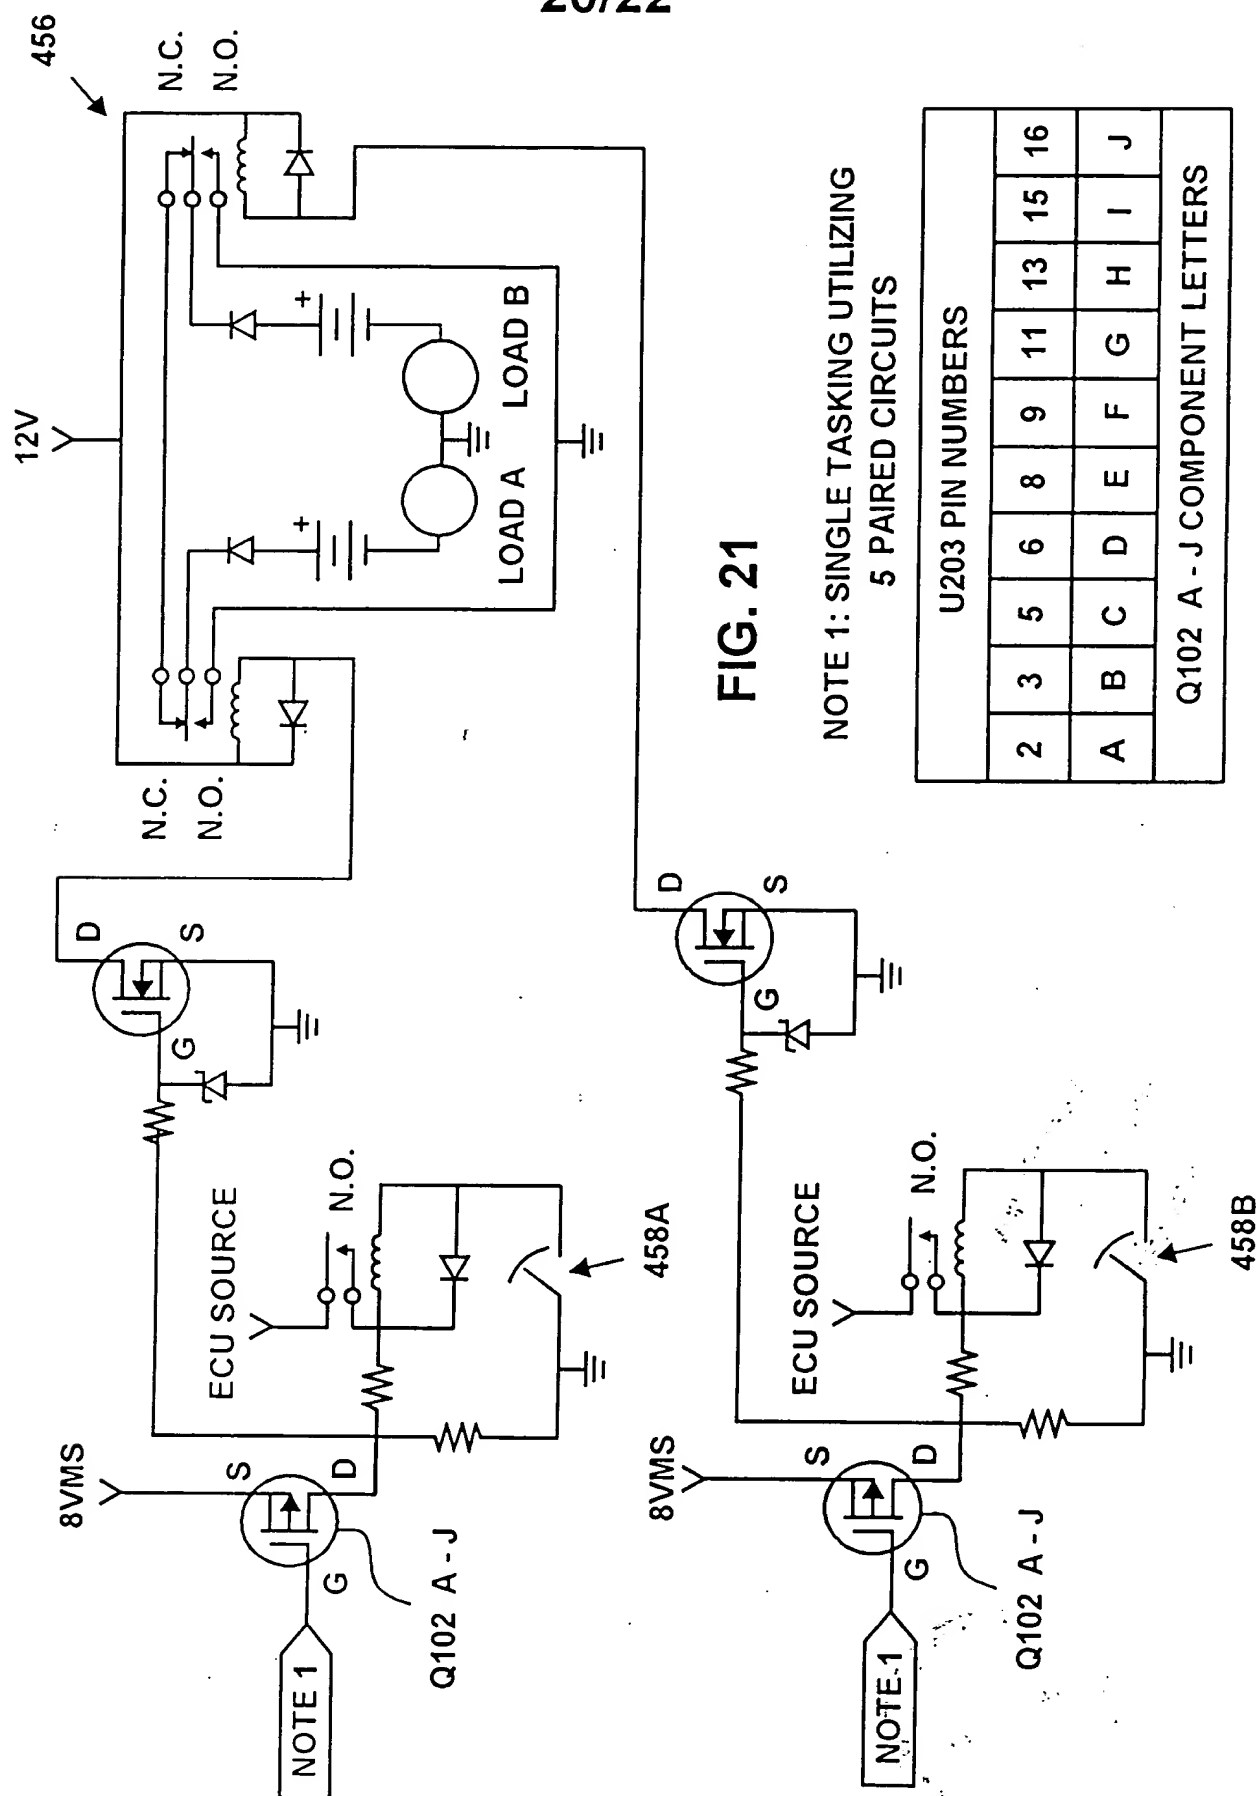 20/22
456
12V
N.C.
N.O.
N.C.
N.O.
+
+
LOAD A
LOAD B
8VMS
ECU SOURCE
N.O.
S
D
G
D
S
G
NOTE 1
Q102 A - J
458A
8VMS
ECU SOURCE
N.O.
S
D
G
D
S
G
NOTE 1
Q102 A - J
458B
FIG. 21
NOTE 1: SINGLE TASKING UTILIZING
5 PAIRED CIRCUITS
U203 PIN NUMBERS
2 3 5 6 8 9 11 13 15 16
A B C D E F G H I J
Q102 A - J COMPONENT LETTERS